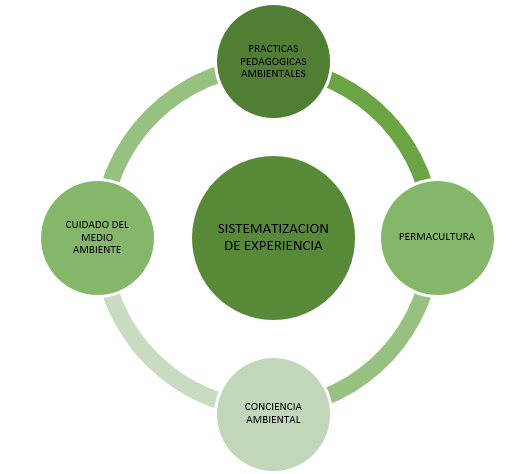 PRACTICAS
PEDAGOGICAS
AMBIENTALES
CUIDADO DEL
MEDIO
AMBIENTE
SISTEMATIZACION
DE EXPERIENCIA
PERMACULTURA
CONCIENCIA
AMBIENTAL